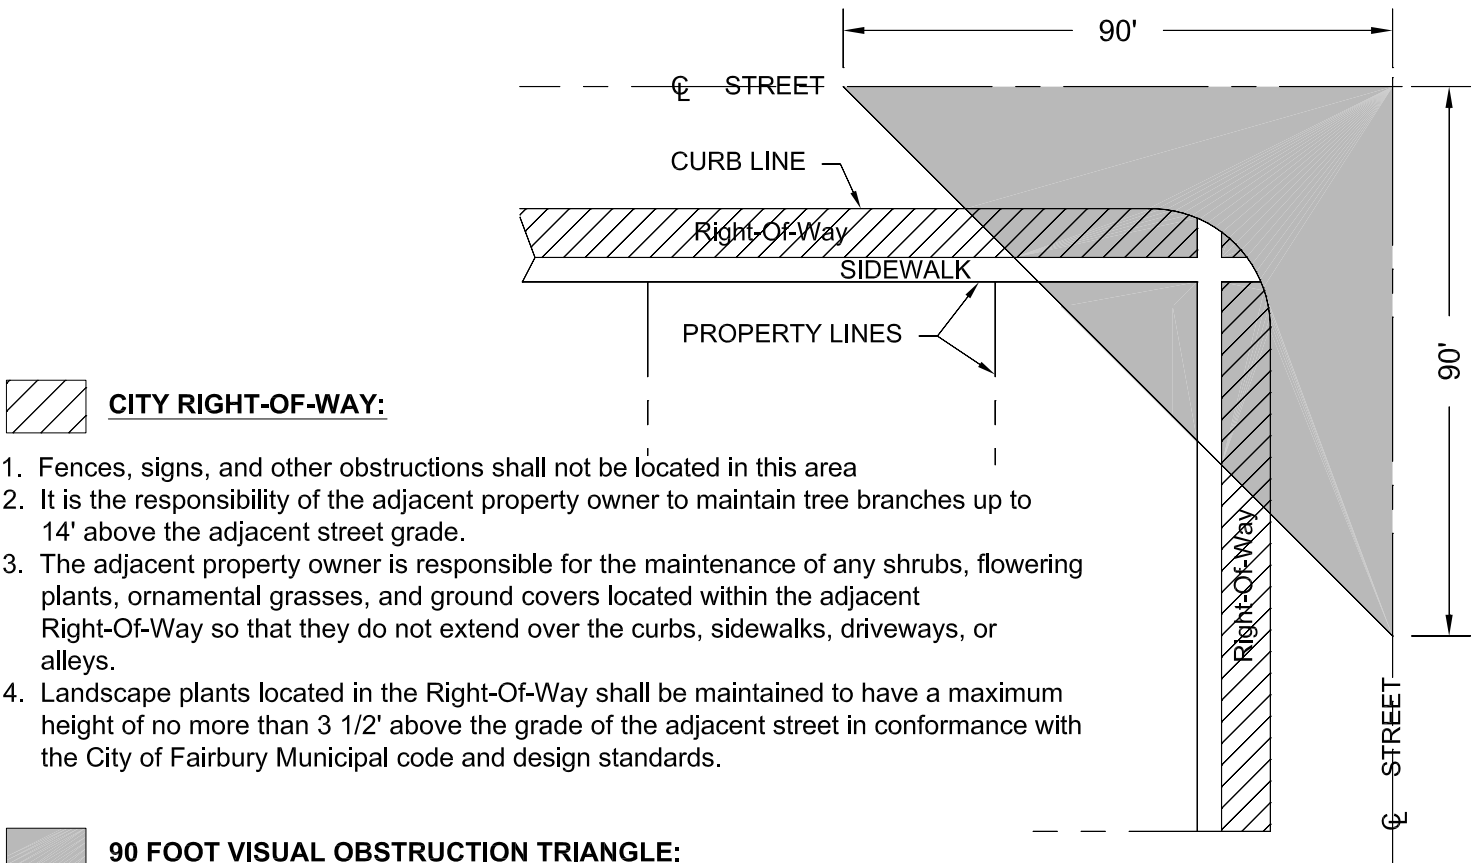 90'
℄ STREET
CURB LINE
Right-Of-Way
SIDEWALK
PROPERTY LINES
90'
CITY RIGHT-OF-WAY:
1. Fences, signs, and other obstructions shall not be located in this area
2. It is the responsibility of the adjacent property owner to maintain tree branches up to
14' above the adjacent street grade.
3. The adjacent property owner is responsible for the maintenance of any shrubs, flowering
plants, ornamental grasses, and ground covers located within the adjacent
Right-Of-Way so that they do not extend over the curbs, sidewalks, driveways, or
alleys.
4. Landscape plants located in the Right-Of-Way shall be maintained to have a maximum
height of no more than 3 1/2' above the grade of the adjacent street in conformance with
the City of Fairbury Municipal code and design standards.
Right-Of-Way
℄ STREET
90 FOOT VISUAL OBSTRUCTION TRIANGLE: